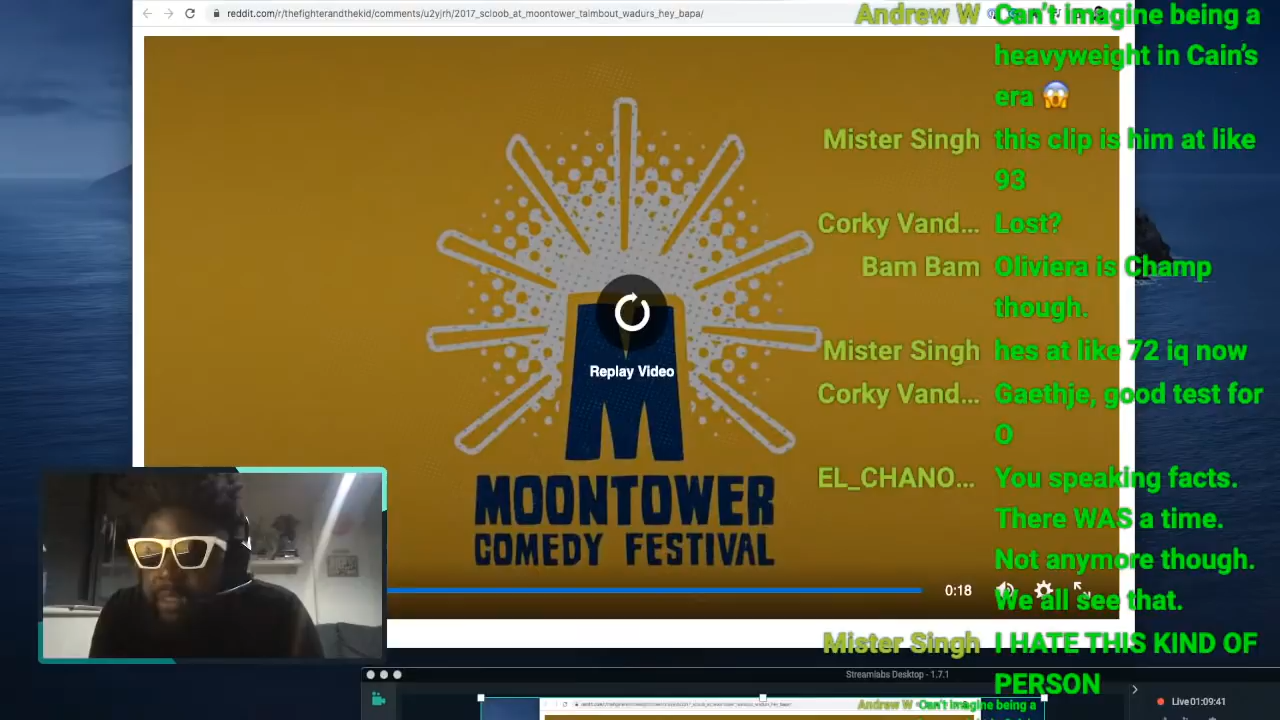 reddit.com/r/thefighterandthekid/comments/u2yjrh/2017_scloob_at_moontower_talmbout_wadurs_hey_bapa/
Andrew W Can't imagine being a
heavyweight in Cain's
era 😱
Mister Singh this clip is him at like
93
Corky Vand... Lost?
Bam Bam Oliviera is Champ
though.
Mister Singh hes at like 72 iq now
Corky Vand... Gaethje, good test for
O
EL_CHANO... You speaking facts.
There WAS a time.
Not anymore though.
We all see that.
Mister Singh I HATE THIS KIND OF
PERSON
Replay Video
MOONTOWER
COMEDY FESTIVAL
0:18
Streamlabs Desktop - 1.7.1
Live 01:09:41
Andrew W Can't imagine being a